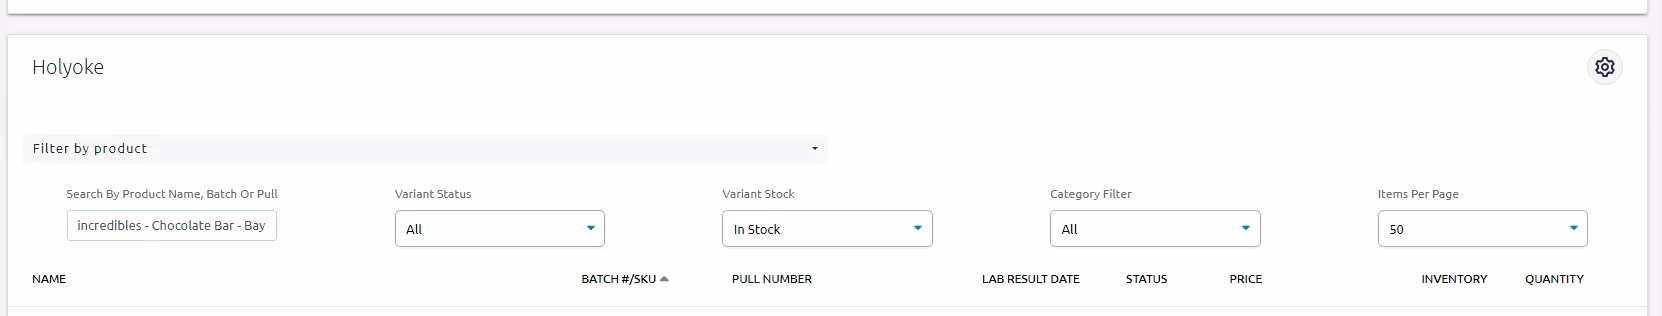 Holyoke
Filter by product
Search By Product Name, Batch Or Pull
Variant Status
Variant Stock
Category Filter
Items Per Page
incredibles - Chocolate Bar - Bay
All
In Stock
All
50
NAME
BATCH #/SKU
PULL NUMBER
LAB RESULT DATE
STATUS
PRICE
INVENTORY
QUANTITY